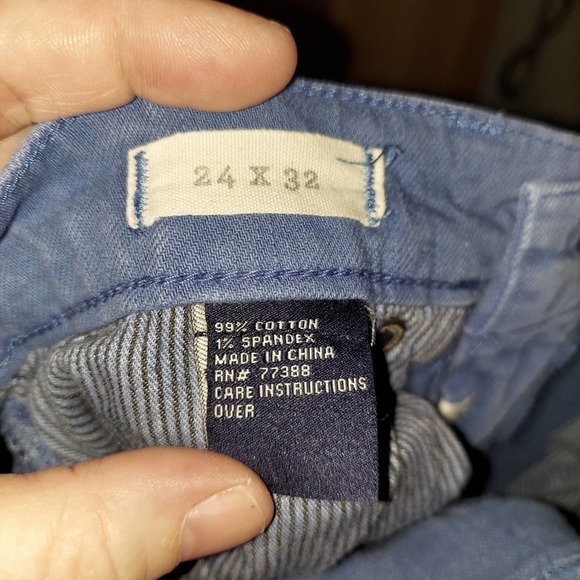 24 X 32
99% COTTON
1% SPANDEX
MADE IN CHINA
RN# 77388
CARE INSTRUCTIONS
OVER